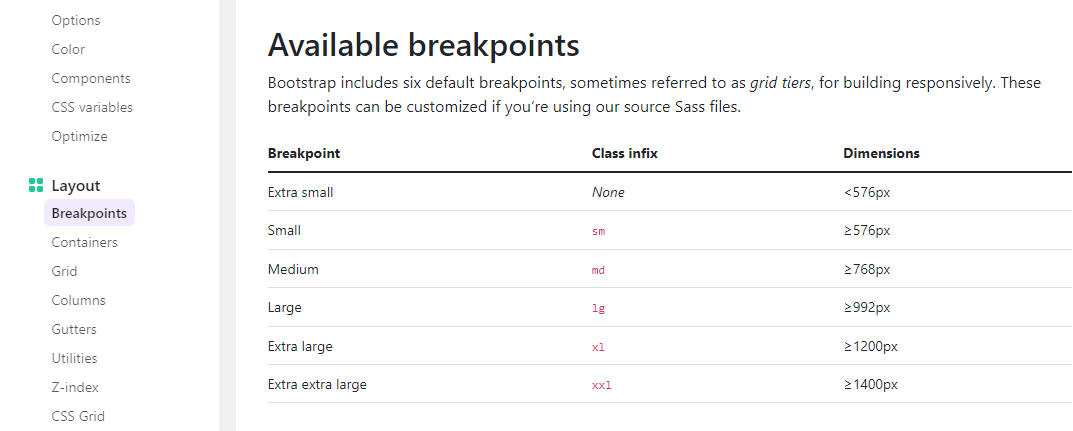 Options
Color
Components
CSS variables
Optimize
Layout
Breakpoints
Containers
Grid
Columns
Gutters
Utilities
Z-index
CSS Grid
Available breakpoints
Bootstrap includes six default breakpoints, sometimes referred to as grid tiers, for building responsively. These
breakpoints can be customized if you’re using our source Sass files.
Breakpoint Class infix Dimensions
Extra small None <576px
Small sm ≥576px
Medium md ≥768px
Large lg ≥992px
Extra large xl ≥1200px
Extra extra large xxl ≥1400px